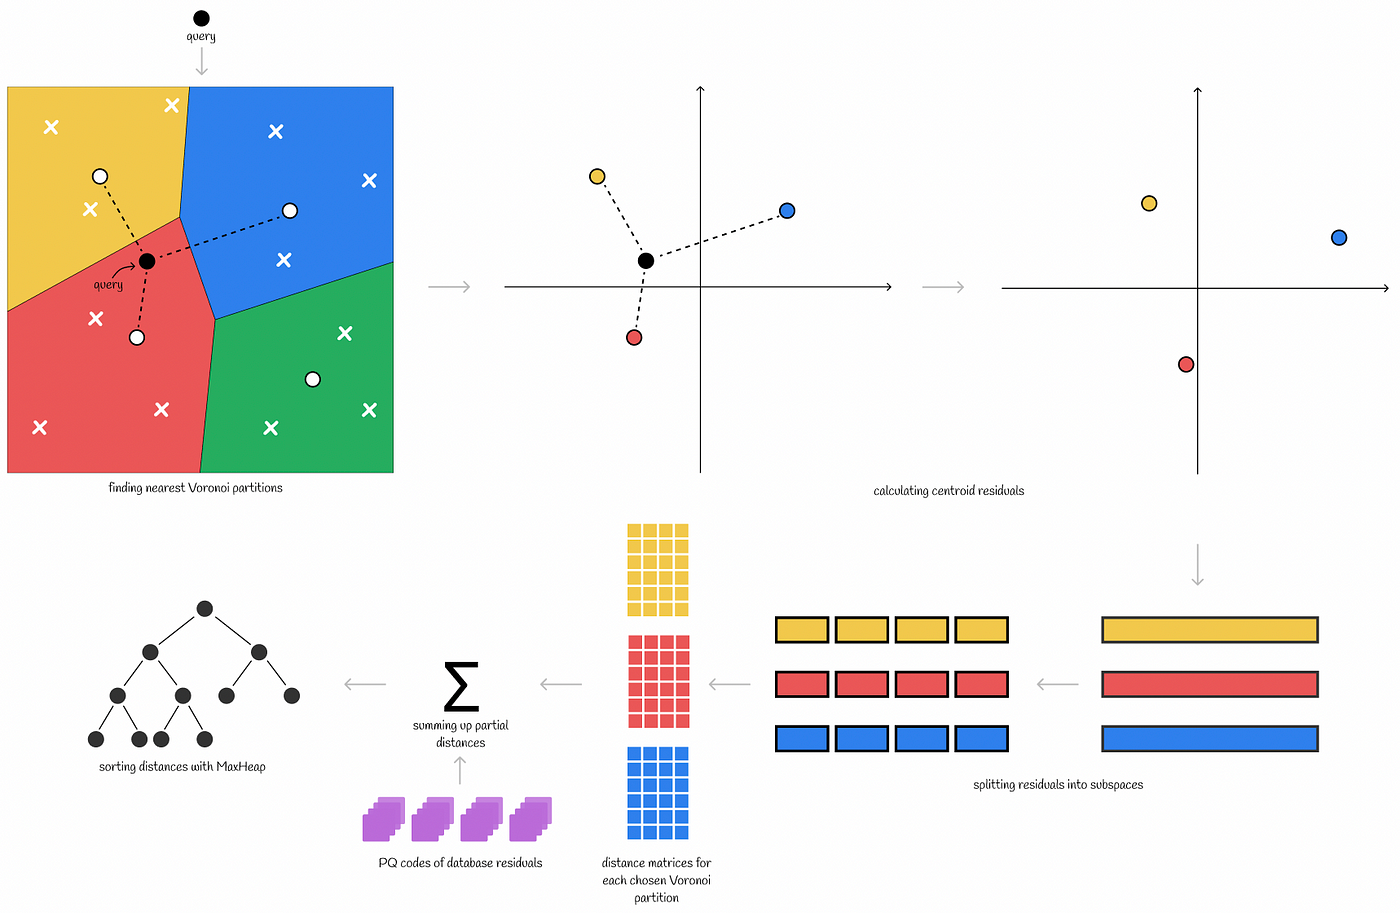 query
query
finding nearest Voronoi partitions
calculating centroid residuals
splitting residuals into subspaces
distance matrices for
each chosen Voronoi
partition
Σ
summing up partial
distances
PQ codes of database residuals
sorting distances with MaxHeap